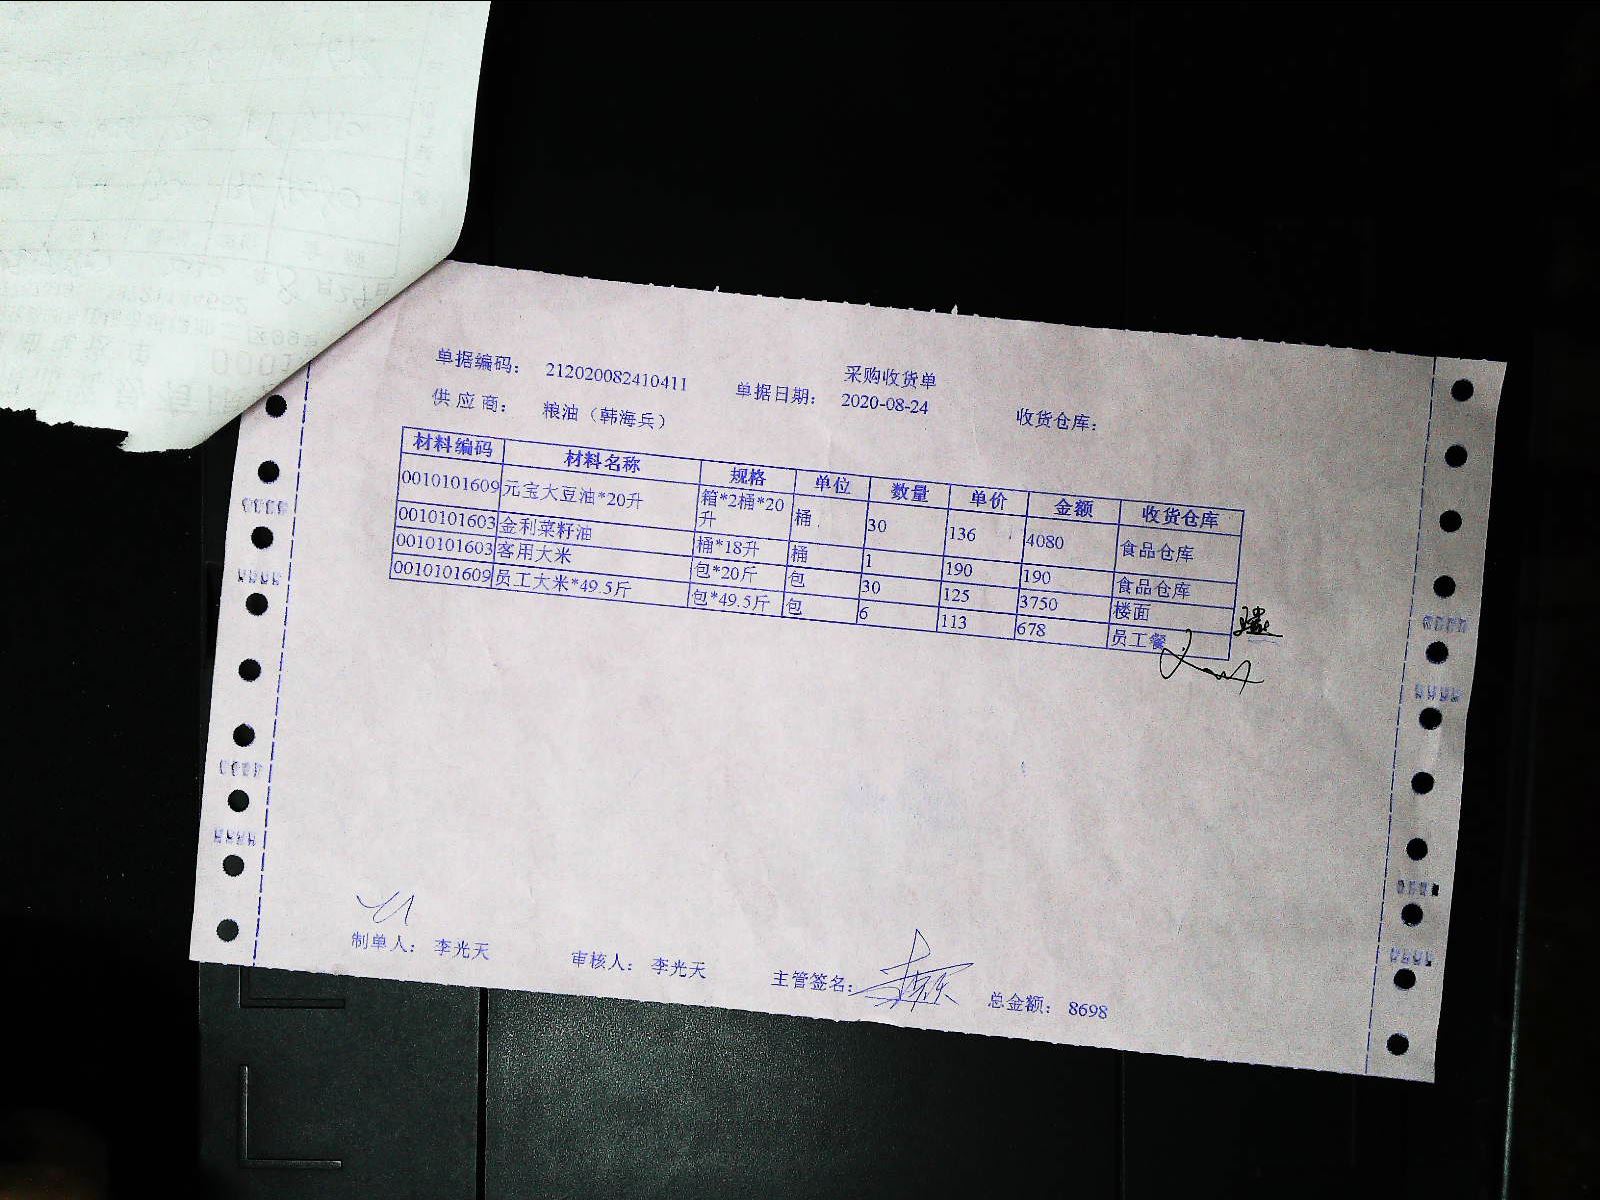 采购收货单
单据编码： 212020082410411 单据日期： 2020-08-24 收货仓库：
供 应 商： 粮油（韩海兵）
材料编码 材料名称 规格 单位 数量 单价 金额 收货仓库
0010101609 元宝大豆油*20升 箱*2桶*20升 桶 30 136 4080 食品仓库
0010101603 金利菜籽油 桶*18升 桶 1 190 190 食品仓库
0010101603 客用大米 包*20斤 包 30 125 3750 楼面
0010101609 员工大米*49.5斤 包*49.5斤 包 6 113 678 员工餐
制单人： 李光天 审核人： 李光天 主管签名： 总金额： 8698